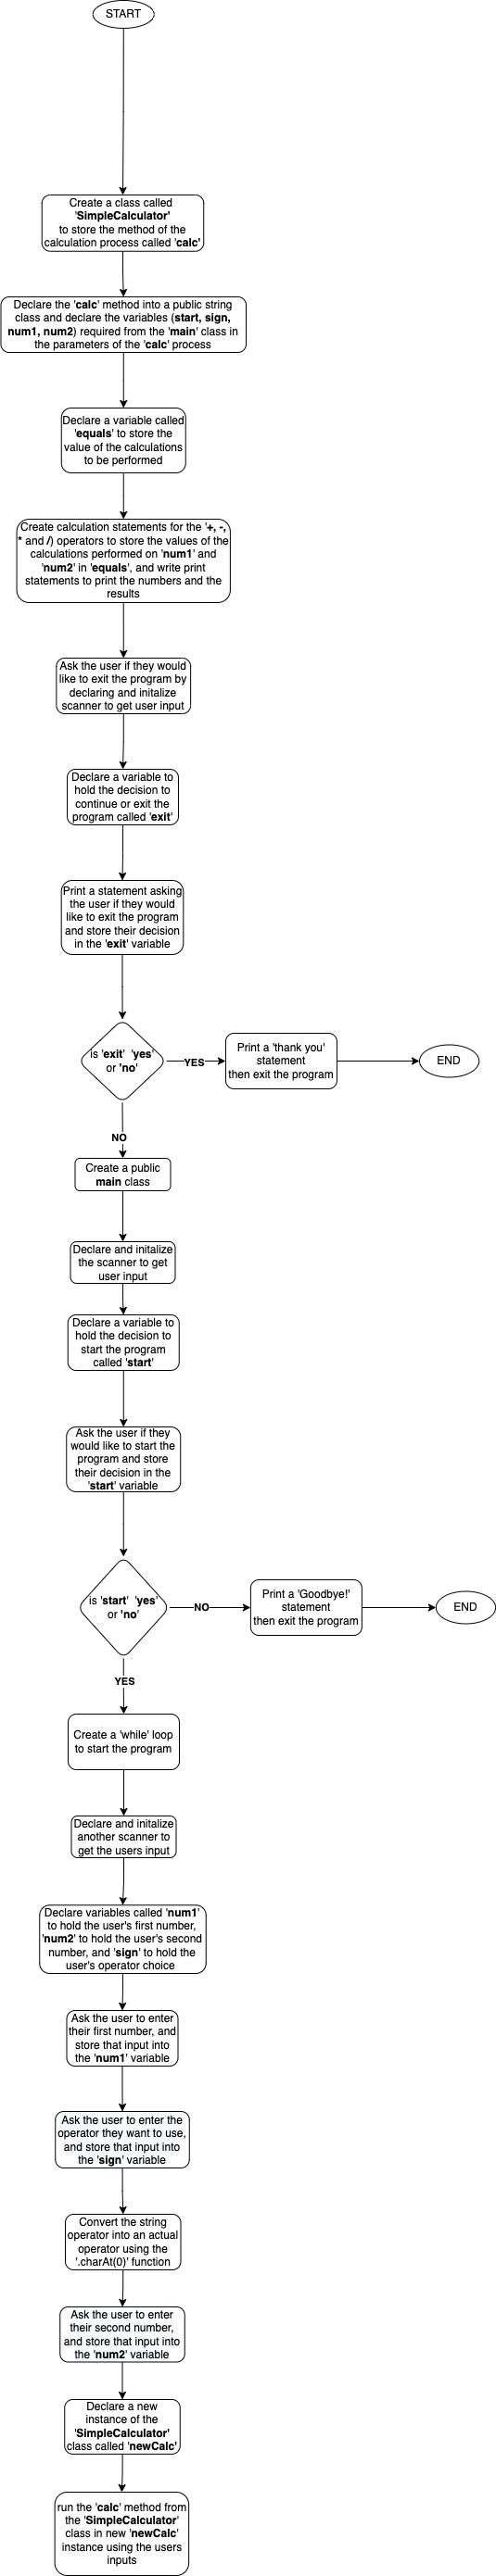 START
Create a class called
'SimpleCalculator'
to store the method of the
calculation process called 'calc'
Declare the 'calc' method into a public string
class and declare the variables (start, sign,
num1, num2) required from the 'main' class in
the parameters of the 'calc' process
Declare a variable called
'equals' to store the
value of the calculations
to be performed
Create calculation statements for the '+, -,
* and /) operators to store the values of the
calculations performed on 'num1' and
'num2' in 'equals', and write print
statements to print the numbers and the
results
Ask the user if they would
like to exit the program by
declaring and initalize
scanner to get user input
Declare a variable to
hold the decision to
continue or exit the
program called 'exit'
Print a statement asking
the user if they would
like to exit the program
and store their decision
in the 'exit' variable
is 'exit' 'yes'
or 'no'
YES
Print a 'thank you'
statement
then exit the program
END
NO
Create a public
main class
Declare and initalize
the scanner to get
user input
Declare a variable to
hold the decision to
start the program
called 'start'
Ask the user if they
would like to start the
program and store
their decision in the
'start' variable
is 'start' 'yes'
or 'no'
NO
Print a 'Goodbye!'
statement
then exit the program
END
YES
Create a 'while' loop
to start the program
Declare and initalize
another scanner to
get the users input
Declare variables called 'num1'
to hold the user's first number,
'num2' to hold the user's second
number, and 'sign' to hold the
user's operator choice
Ask the user to enter
their first number, and
store that input into
the 'num1' variable
Ask the user to enter the
operator they want to use,
and store that input into
the 'sign' variable
Convert the string
operator into an actual
operator using the
'.charAt(0)' function
Ask the user to enter
their second number,
and store that input into
the 'num2' variable
Declare a new
instance of the
'SimpleCalculator'
class called 'newCalc'
run the 'calc' method from
the 'SimpleCalculator'
class in new 'newCalc'
instance using the users
inputs